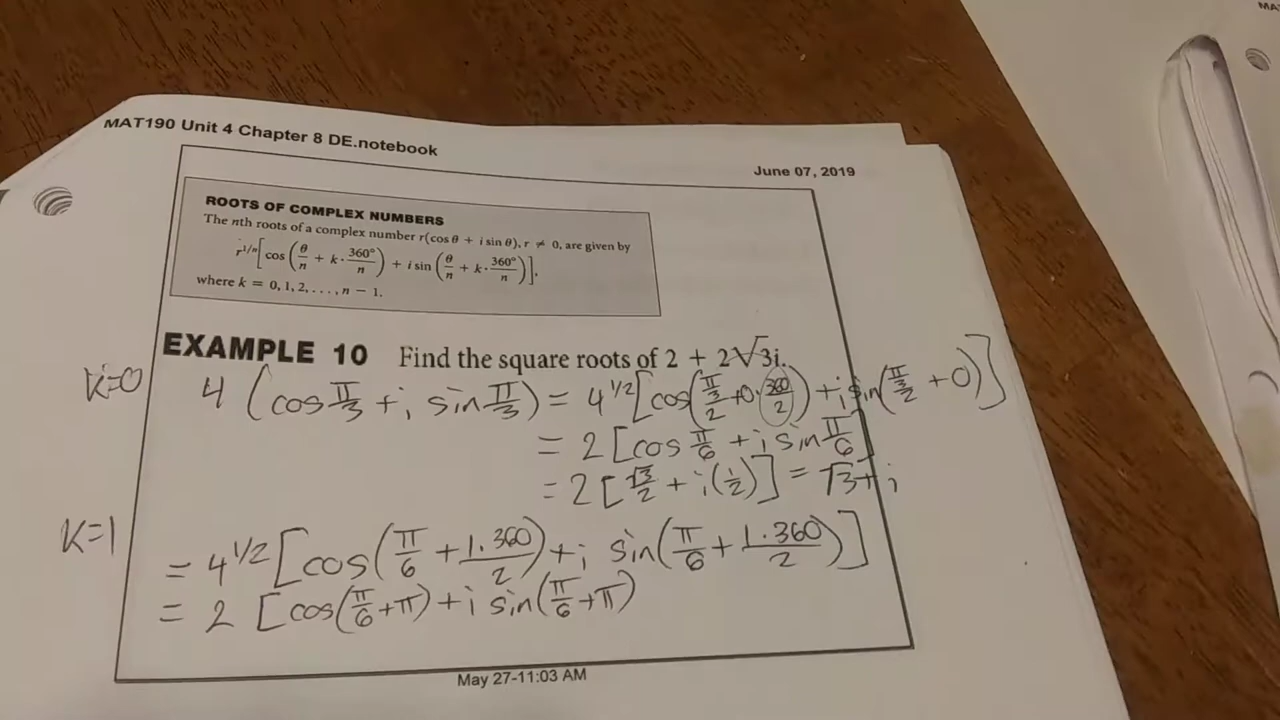 MAT190 Unit 4 Chapter 8 DE.notebook
June 07, 2019
ROOTS OF COMPLEX NUMBERS
The nth roots of a complex number r(cos θ + i sin θ), r ≠ 0, are given by
r^1/n[cos(θ/n + k·360°/n) + i sin(θ/n + k·360°/n)],
where k = 0, 1, 2, . . . , n − 1.
EXAMPLE 10 Find the square roots of 2 + 2√3i.
K=0 4 (cos π/3 + i sin π/3) = 4^1/2[cos(π/3/2 + 0·360/2) + i sin(π/3/2 + 0)]
= 2 [cos π/6 + i sin π/6]
= 2 [√3/2 + i(1/2)] = √3 + i
K=1
= 4^1/2 [cos(π/6 + 1·360/2) + i sin(π/6 + 1·360/2)]
= 2 [cos(π/6 + π) + i sin(π/6 + π)
May 27-11:03 AM